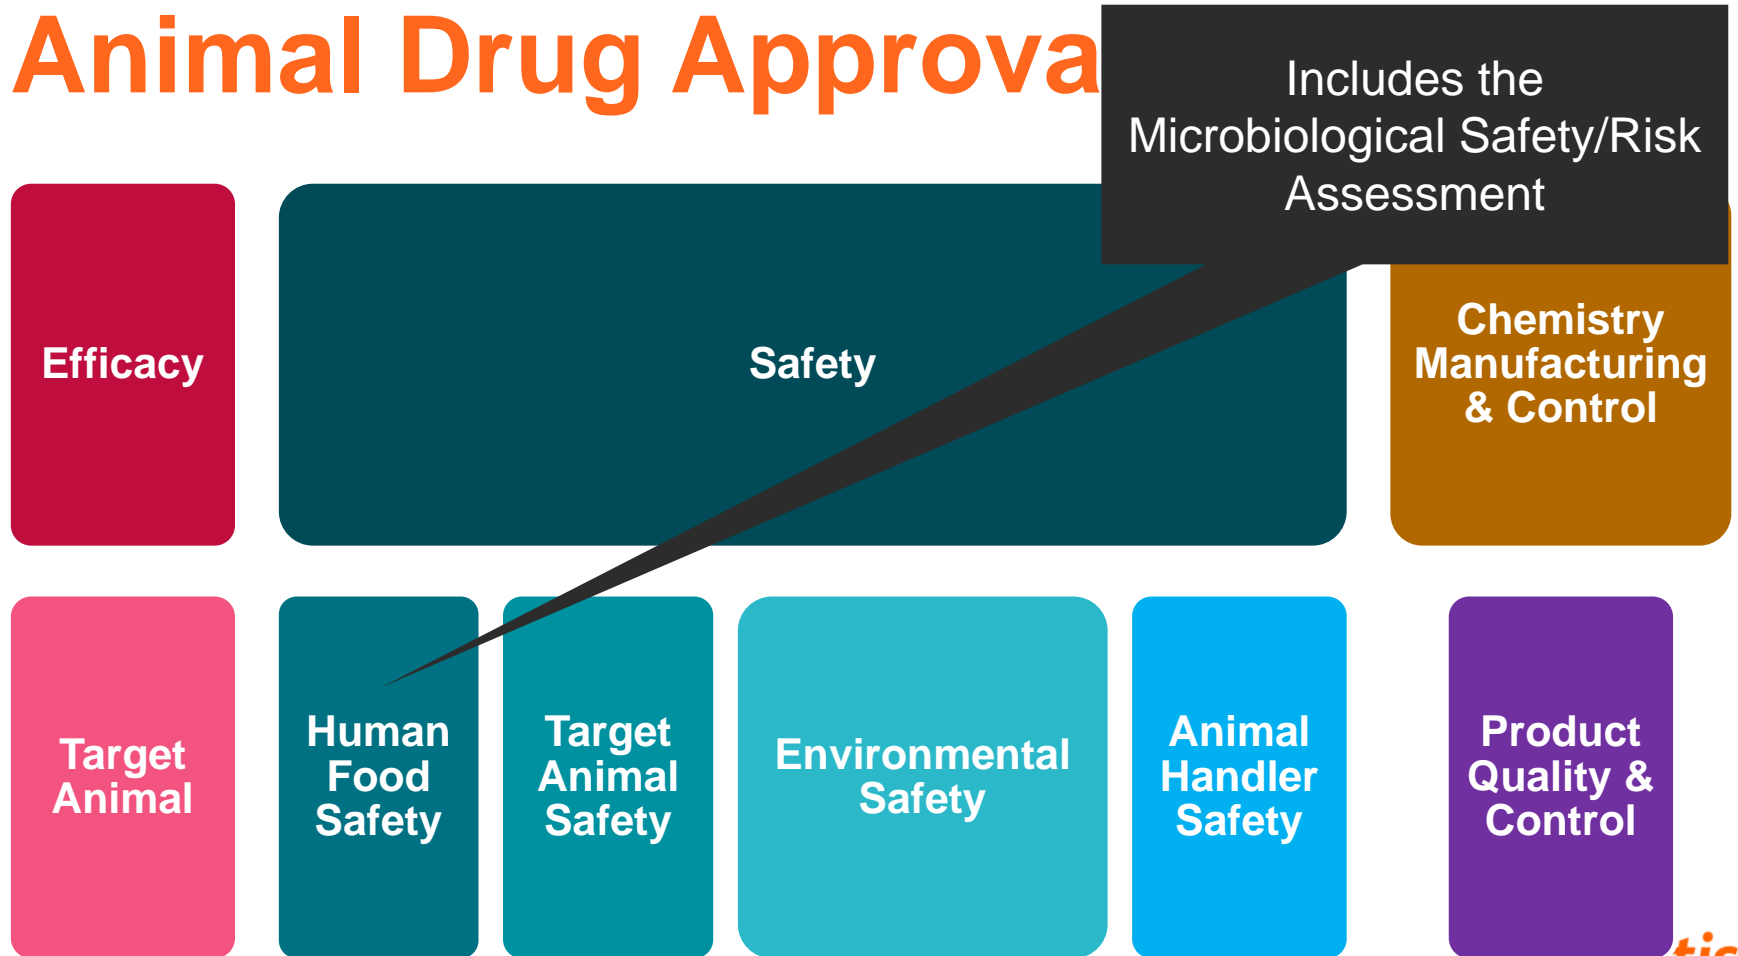 Animal Drug Approva
Includes the
Microbiological Safety/Risk
Assessment
Efficacy
Safety
Chemistry
Manufacturing
& Control
Target
Animal
Human
Food
Safety
Target
Animal
Safety
Environmental
Safety
Animal
Handler
Safety
Product
Quality &
Control